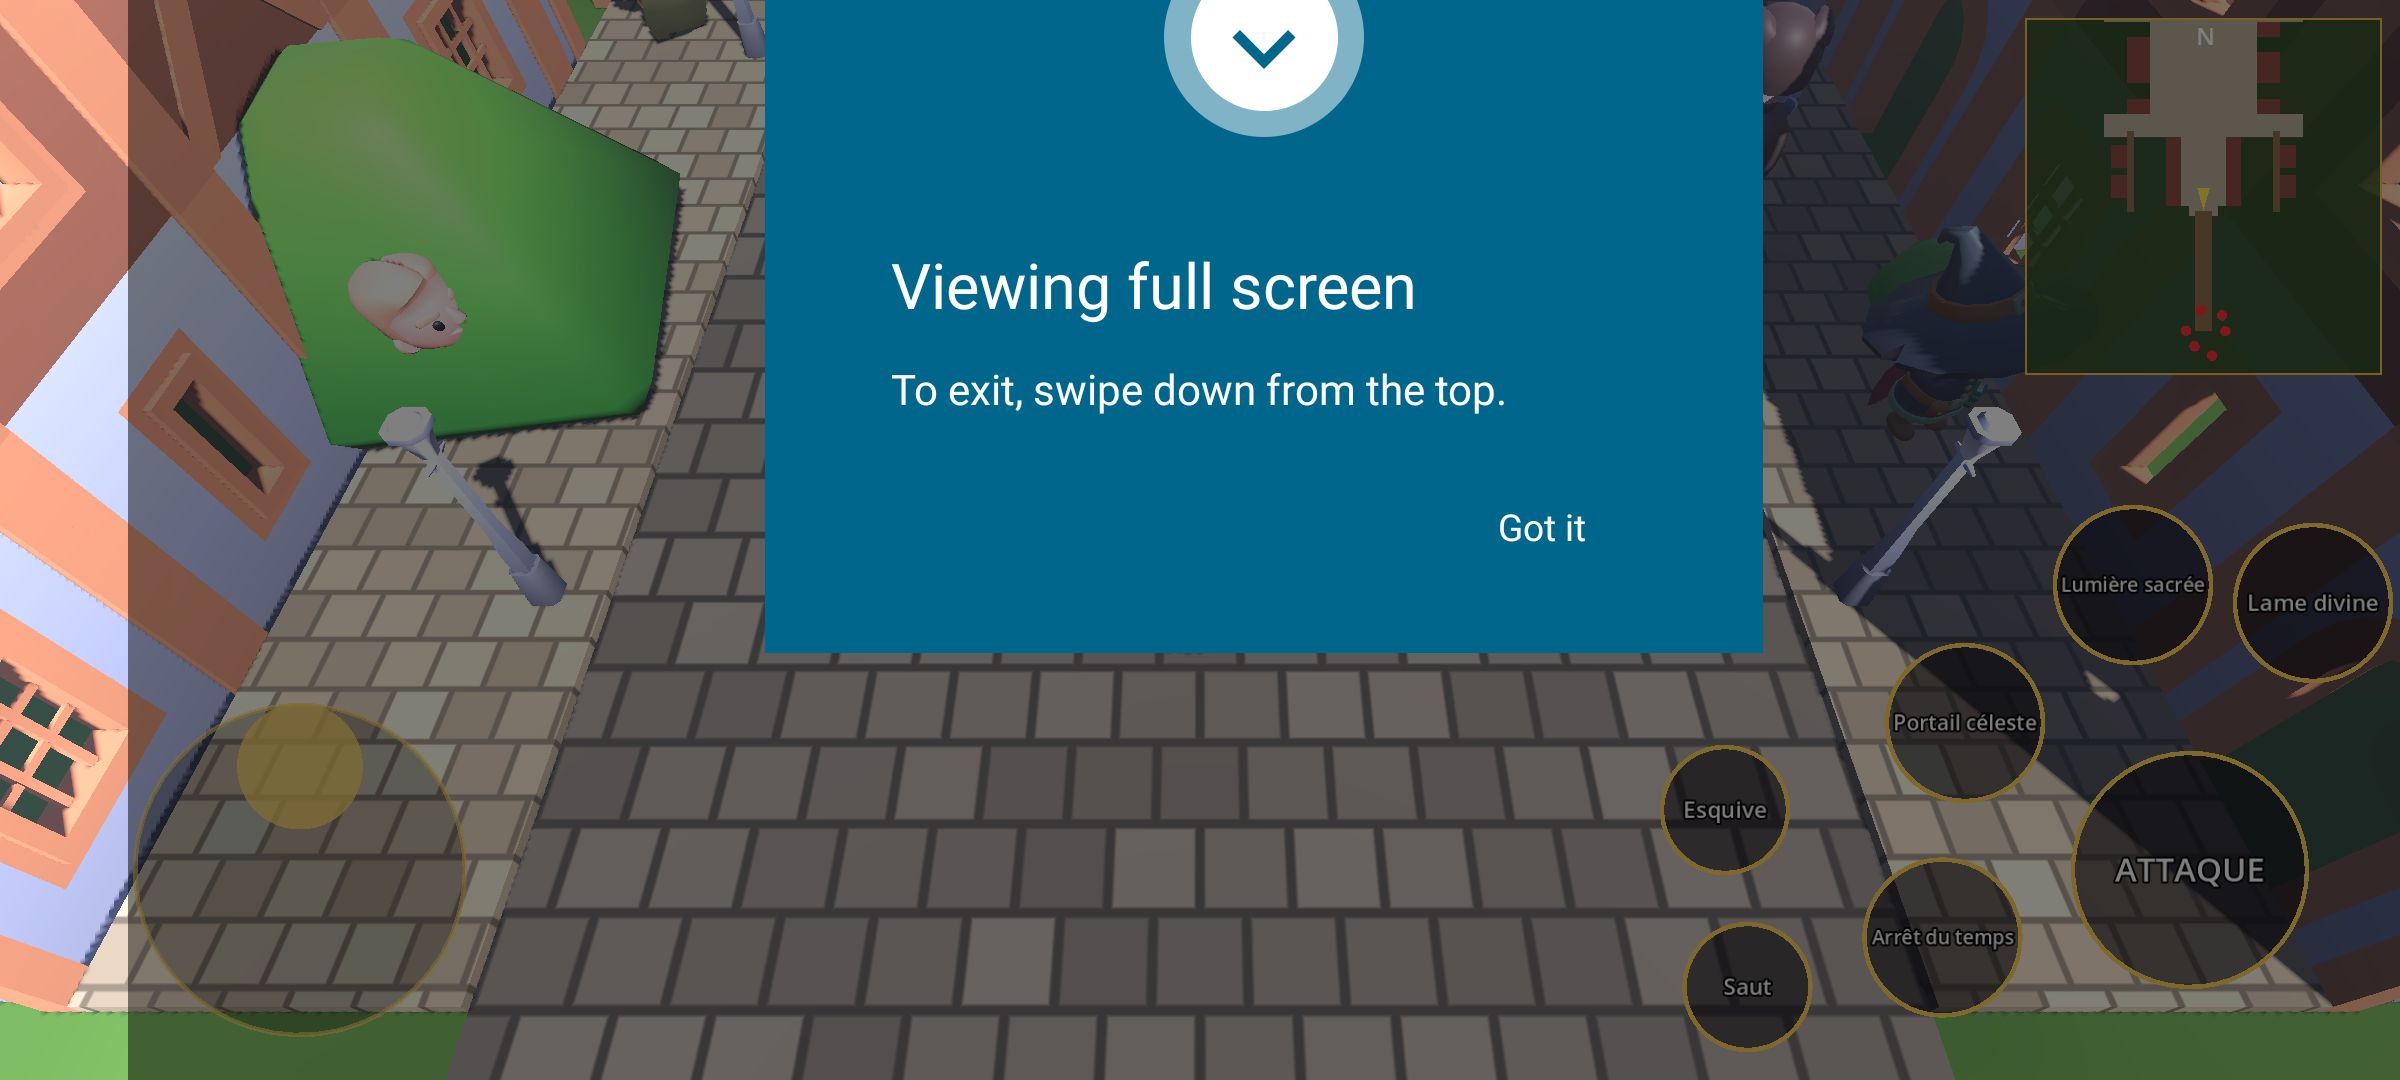 N
Viewing full screen
To exit, swipe down from the top.
Got it
Lumière sacrée
Lame divine
Portail céleste
Esquive
ATTAQUE
Arrêt du temps
Saut